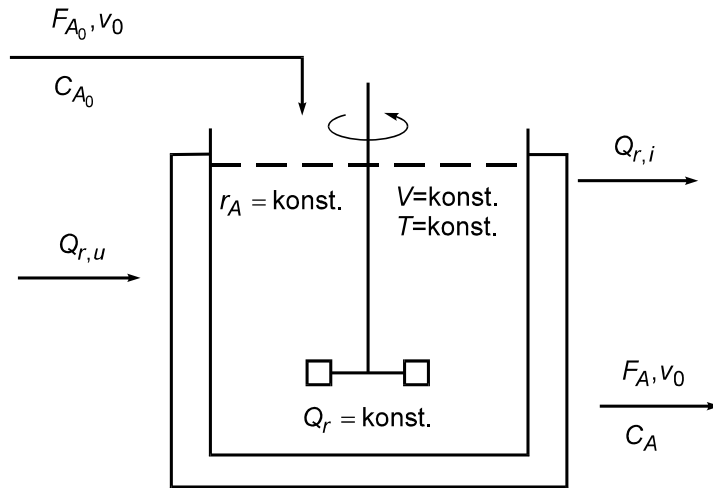 F_{A_0}, v_0
C_{A_0}
Q_{r,i}
r_A = konst.
V=konst.
T=konst.
Q_{r,u}
F_A, v_0
Q_r = konst.
C_A